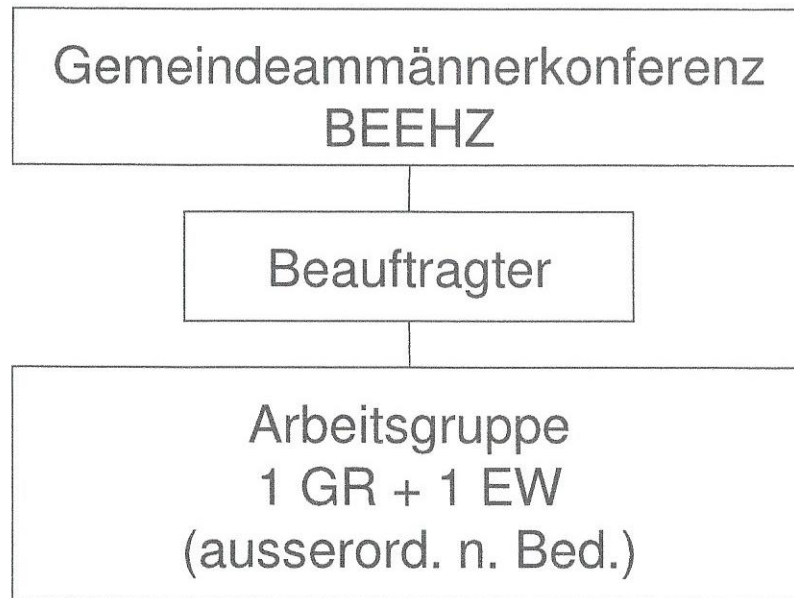 Gemeindeammännerkonferenz
BEEHZ
Beauftragter
Arbeitsgruppe
1 GR + 1 EW
(ausserord. n. Bed.)